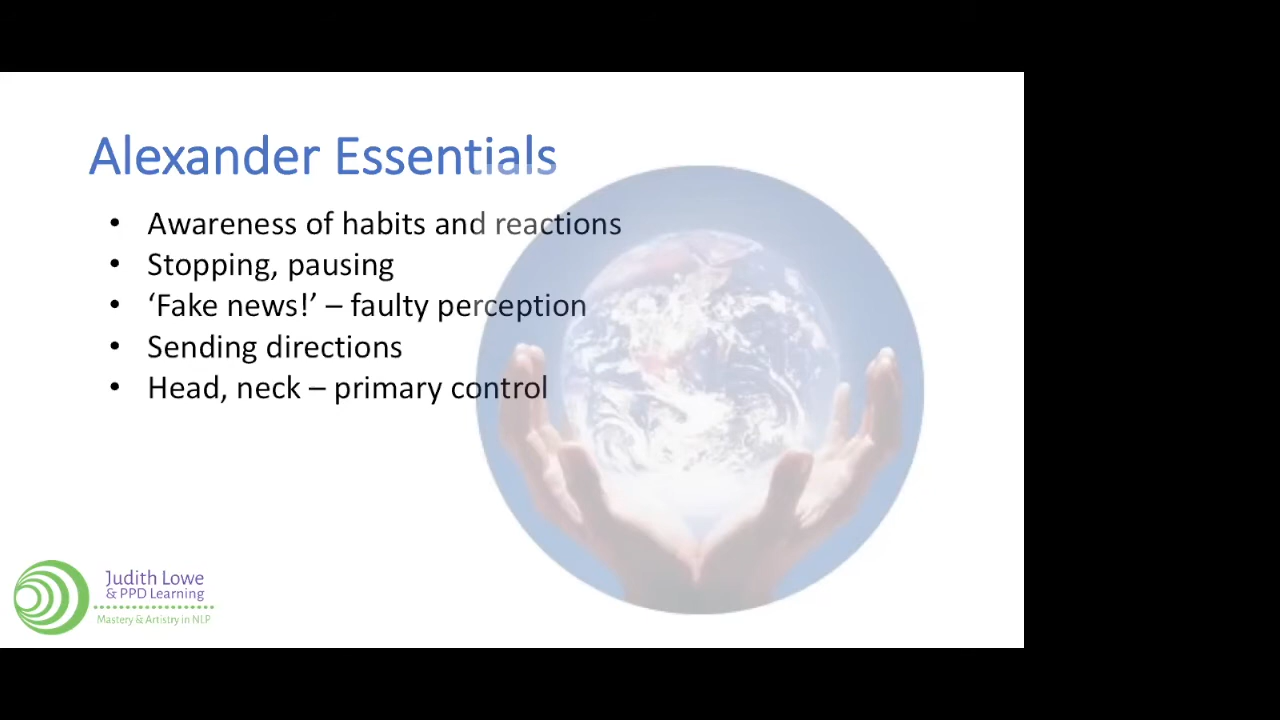 Alexander Essentials
• Awareness of habits and reactions
• Stopping, pausing
• ‘Fake news!’ – faulty perception
• Sending directions
• Head, neck – primary control
Judith Lowe
& PPD Learning
Mastery & Artistry in NLP